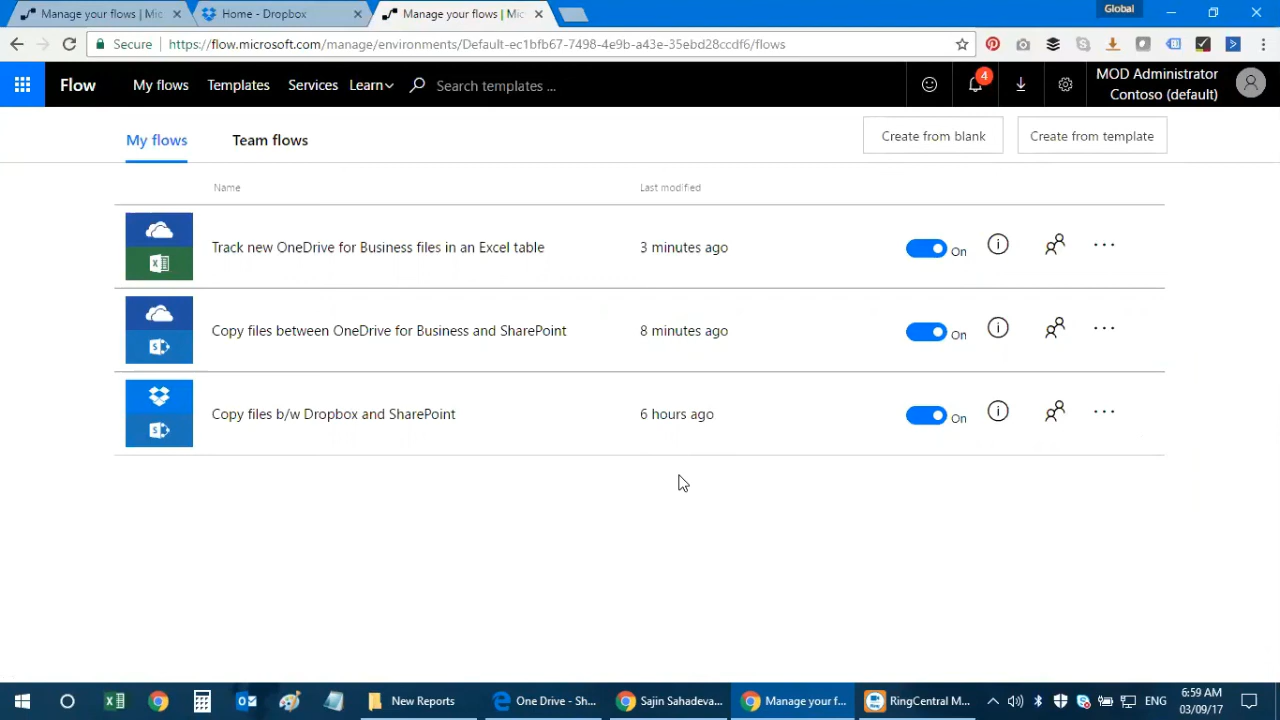 Manage your flows | Mic
Home - Dropbox
Manage your flows | Mic
Global
Secure
https://flow.microsoft.com/manage/environments/Default-ec1bfb67-7498-4e9b-a43e-35ebd28ccdf6/flows
Flow
My flows
Templates
Services
Learn
Search templates ...
4
MOD Administrator
Contoso (default)
My flows
Team flows
Create from blank
Create from template
Name
Last modified
Track new OneDrive for Business files in an Excel table
3 minutes ago
On
Copy files between OneDrive for Business and SharePoint
8 minutes ago
On
Copy files b/w Dropbox and SharePoint
6 hours ago
On
New Reports
One Drive - Sh...
Sajin Sahadeva...
Manage your f...
RingCentral M...
ENG
6:59 AM
03/09/17